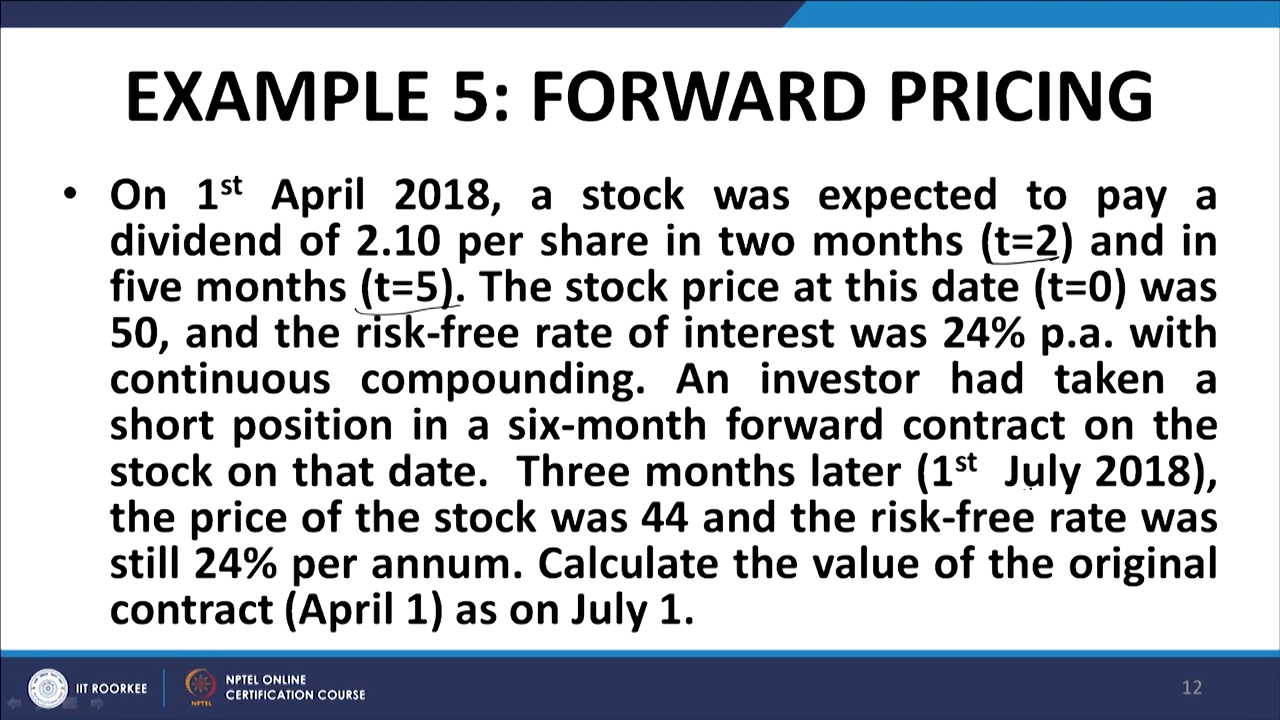 EXAMPLE 5: FORWARD PRICING
• On 1st April 2018, a stock was expected to pay a
dividend of 2.10 per share in two months (t=2) and in
five months (t=5). The stock price at this date (t=0) was
50, and the risk-free rate of interest was 24% p.a. with
continuous compounding. An investor had taken a
short position in a six-month forward contract on the
stock on that date. Three months later (1st July 2018),
the price of the stock was 44 and the risk-free rate was
still 24% per annum. Calculate the value of the original
contract (April 1) as on July 1.
IIT ROORKEE
NPTEL
NPTEL ONLINE
CERTIFICATION COURSE
12